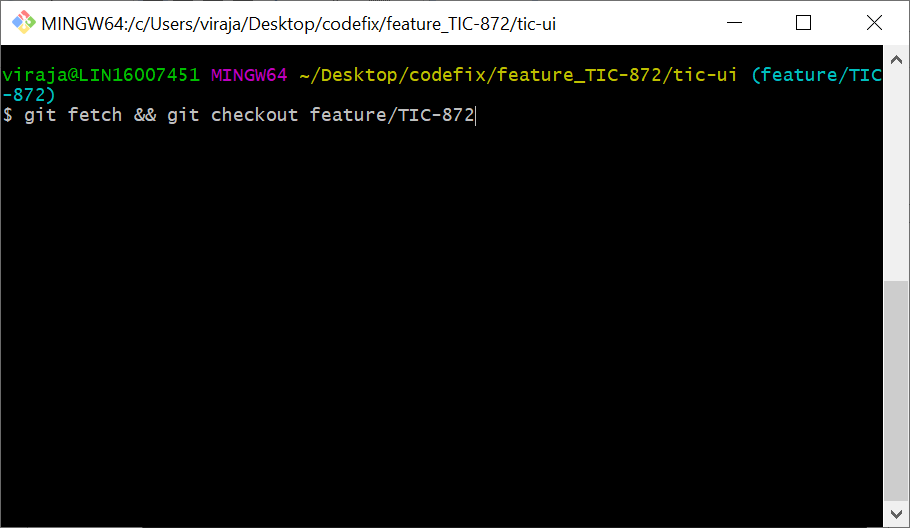 MINGW64:/c/Users/viraja/Desktop/codefix/feature_TIC-872/tic-ui
viraja@LIN16007451 MINGW64 ~/Desktop/codefix/feature_TIC-872/tic-ui (feature/TIC
-872)
$ git fetch && git checkout feature/TIC-872